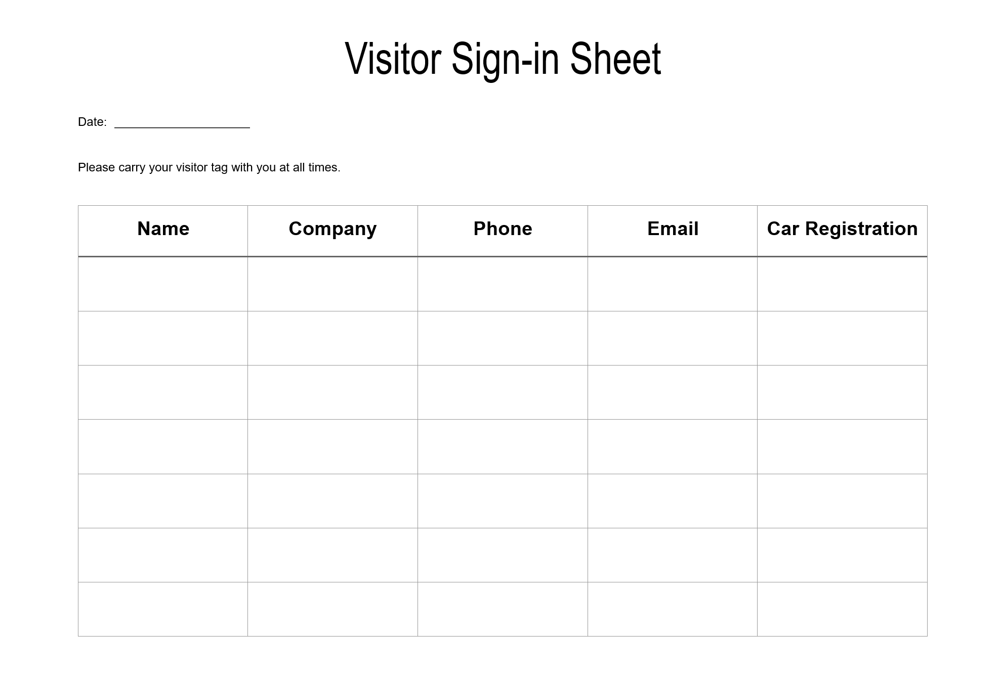 Visitor Sign-in Sheet
Date: ____________________
Please carry your visitor tag with you at all times.
Name Company Phone Email Car Registration